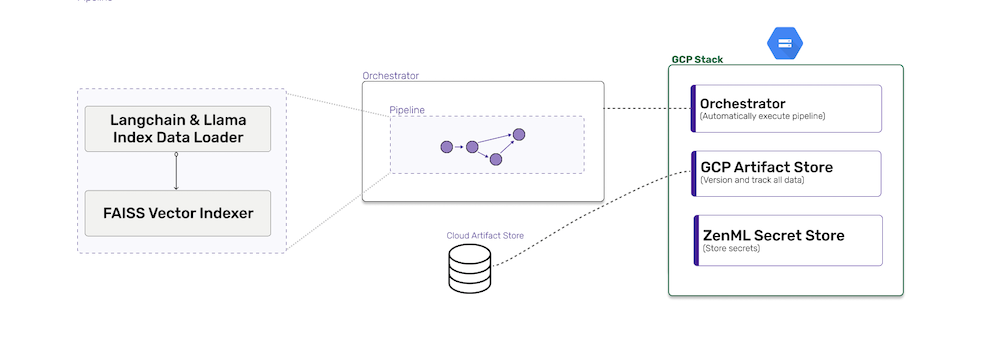 Pipeline
GCP Stack
Orchestrator
Pipeline
Langchain & Llama
Index Data Loader
FAISS Vector Indexer
Cloud Artifact Store
Orchestrator
(Automatically execute pipeline)
GCP Artifact Store
(Version and track all data)
ZenML Secret Store
(Store secrets)